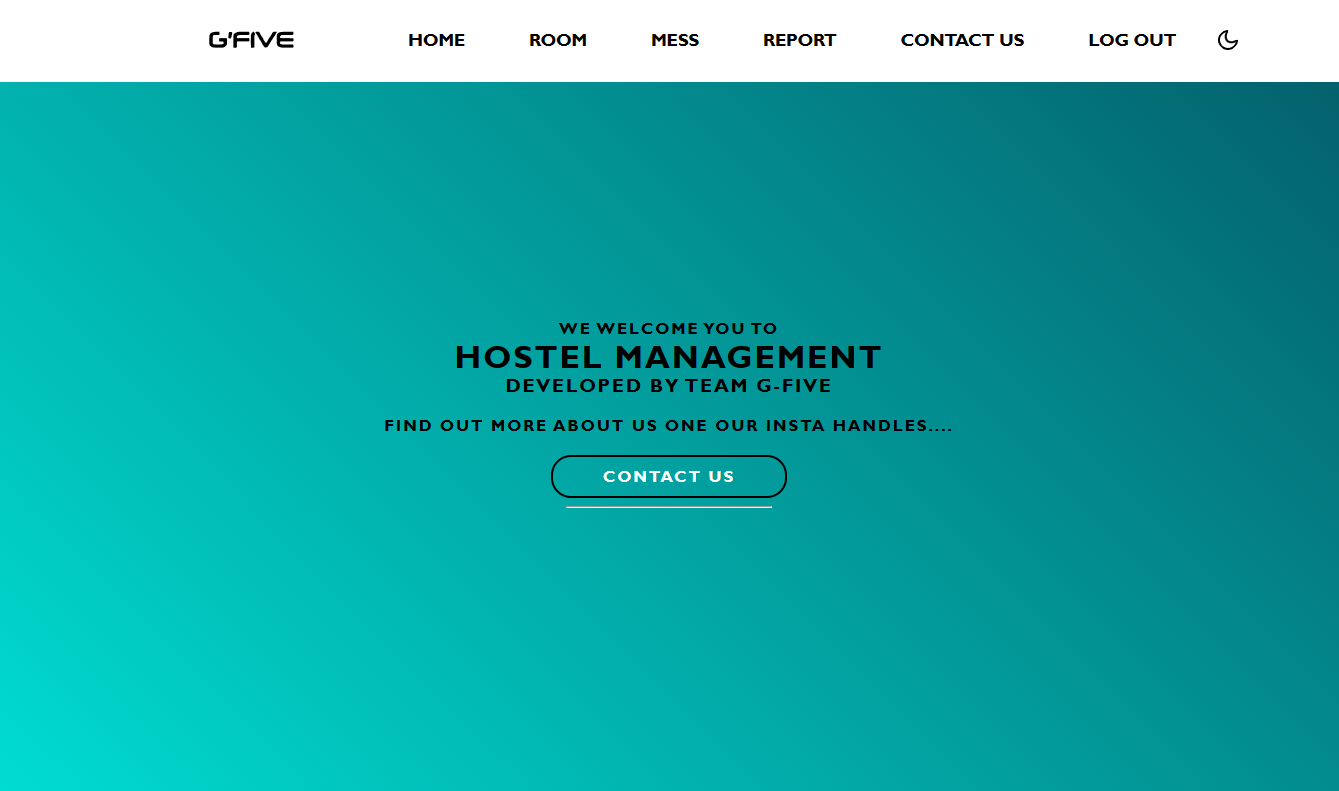 G'FIVE
HOME ROOM MESS REPORT CONTACT US LOG OUT
WE WELCOME YOU TO
HOSTEL MANAGEMENT
DEVELOPED BY TEAM G-FIVE
FIND OUT MORE ABOUT US ONE OUR INSTA HANDLES....
CONTACT US